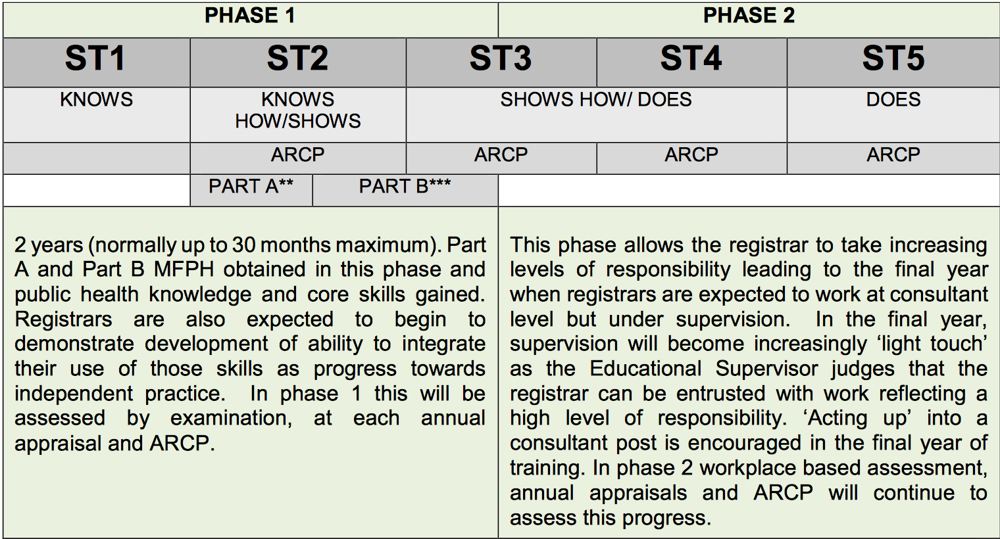 PHASE 1 PHASE 2
ST1 ST2 ST3 ST4 ST5
KNOWS KNOWS SHOWS HOW/ DOES DOES
HOW/SHOWS
ARCP ARCP ARCP ARCP
PART A** PART B***
2 years (normally up to 30 months maximum). Part
A and Part B MFPH obtained in this phase and
public health knowledge and core skills gained.
Registrars are also expected to begin to
demonstrate development of ability to integrate
their use of those skills as progress towards
independent practice.  In phase 1 this will be
assessed by examination, at each annual
appraisal and ARCP.
This phase allows the registrar to take increasing
levels of responsibility leading to the final year
when registrars are expected to work at consultant
level but under supervision.  In the final year,
supervision will become increasingly ‘light touch’
as the Educational Supervisor judges that the
registrar can be entrusted with work reflecting a
high level of responsibility. ‘Acting up’ into a
consultant post is encouraged in the final year of
training. In phase 2 workplace based assessment,
annual appraisals and ARCP will continue to
assess this progress.